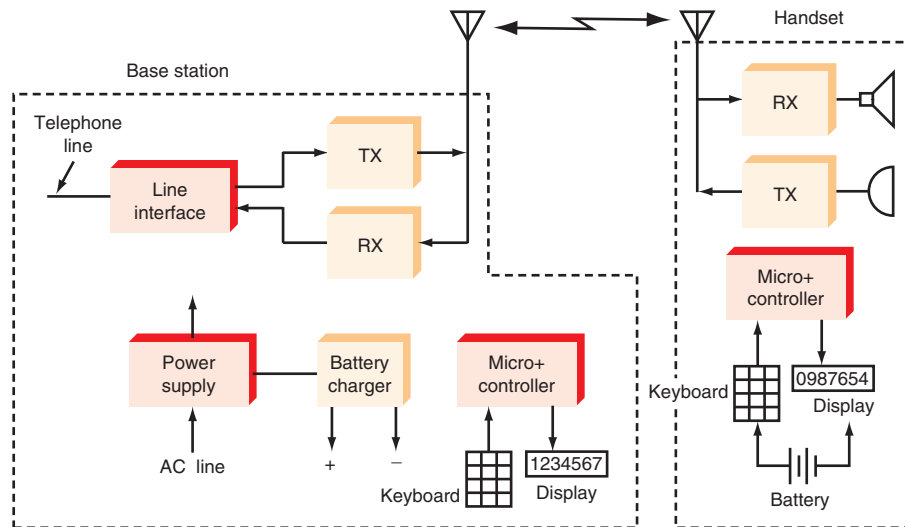 Handset
Base station
Telephone
line
Line
interface
TX
RX
RX
TX
Micro+
controller
Power
supply
Battery
charger
Micro+
controller
Keyboard
0987654
Display
AC line
+
–
Keyboard
1234567
Display
Battery